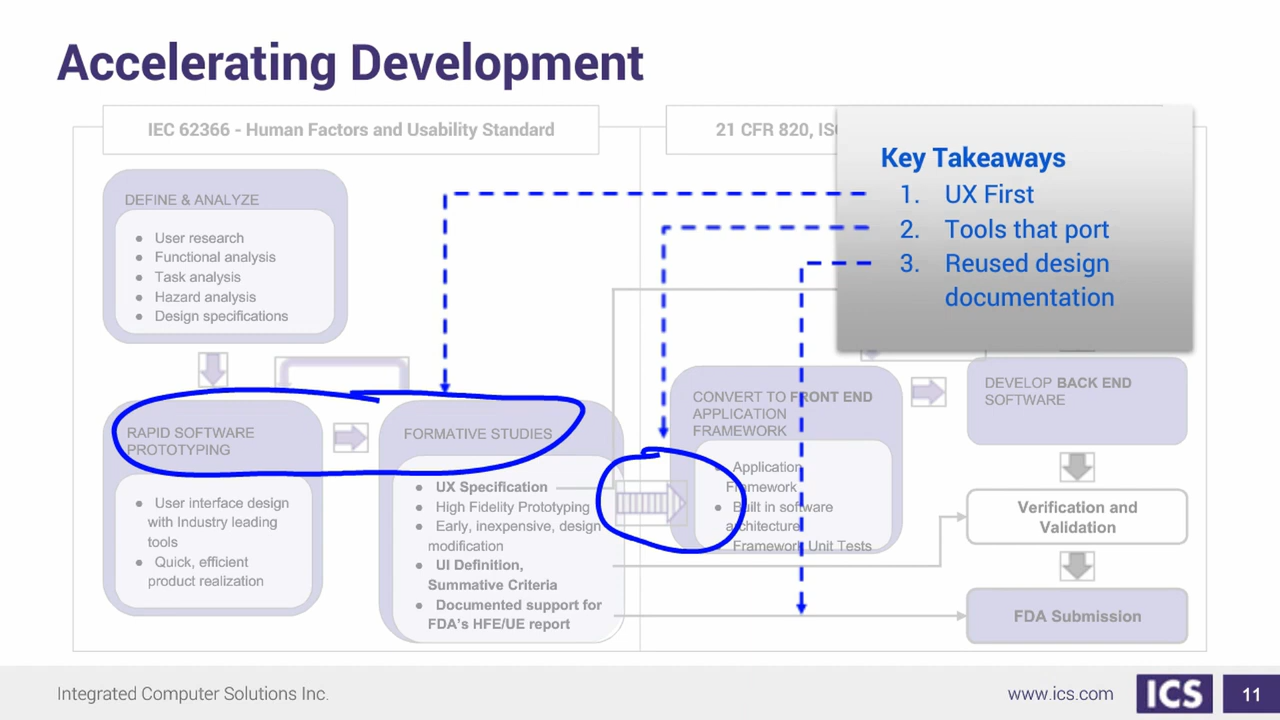 Accelerating Development
IEC 62366 - Human Factors and Usability Standard
21 CFR 820,
Key Takeaways
1. UX First
2. Tools that port
3. Reused design
documentation
DEFINE & ANALYZE
● User research
● Functional analysis
● Task analysis
● Hazard analysis
● Design specifications
RAPID SOFTWARE
PROTOTYPING
● User interface design
with Industry leading
tools
● Quick, efficient
product realization
FORMATIVE STUDIES
● UX Specification
● High Fidelity Prototyping
● Early, inexpensive, design
modification
● UI Definition,
Summative Criteria
● Documented support for
FDA's HFE/UE report
CONVERT TO FRONT END
APPLICATION
FRAMEWORK
● Application
Framework
● Built in software
architecture
Framework Unit Tests
DEVELOP BACK END
SOFTWARE
Verification and
Validation
FDA Submission
Integrated Computer Solutions Inc.
www.ics.com
ICS
11